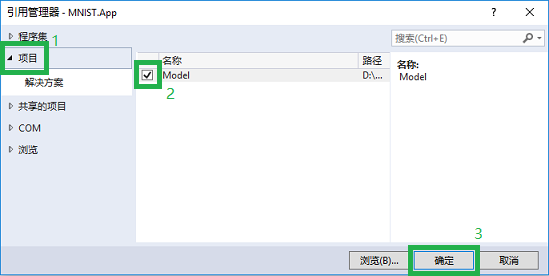 引用管理器 - MNIST.App
程序集
1
项目
解决方案
共享的项目
COM
浏览
名称
路径
Model
D:\...
2
搜索(Ctrl+E)
名称:
Model
3
浏览(B)...
确定
取消